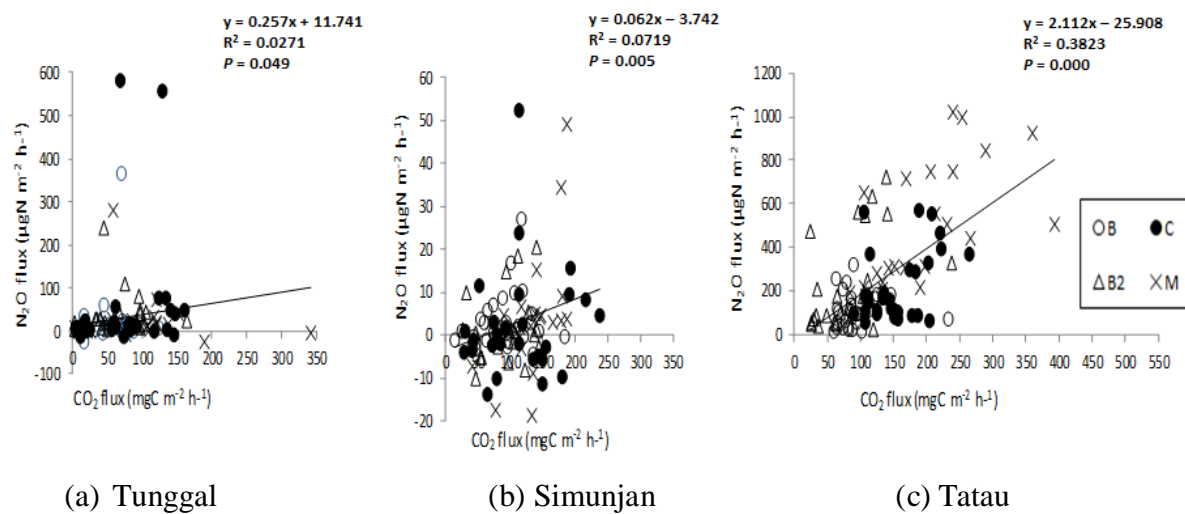 y = 0.257x + 11.741
R² = 0.0271
P = 0.049
N₂O flux (µgN m⁻² h⁻¹)
600
500
400
300
200
100
0
-100
0 50 100 150 200 250 300 350
CO₂ flux (mgC m⁻² h⁻¹)
(a) Tunggal
y = 0.062x – 3.742
R² = 0.0719
P = 0.005
N₂O flux (µgN m⁻² h⁻¹)
60
50
40
30
20
10
0
-10
-20
0 50 100 150 200 250 300 350
CO₂ flux (mgC m⁻² h⁻¹)
(b) Simunjan
y = 2.112x – 25.908
R² = 0.3823
P = 0.000
N₂O flux (µgN m⁻² h⁻¹)
1200
1000
800
600
400
200
0
0 50 100 150 200 250 300 350 400 450 500 550
CO₂ flux (mgC m⁻² h⁻¹)
B C
B2 M
(c) Tatau